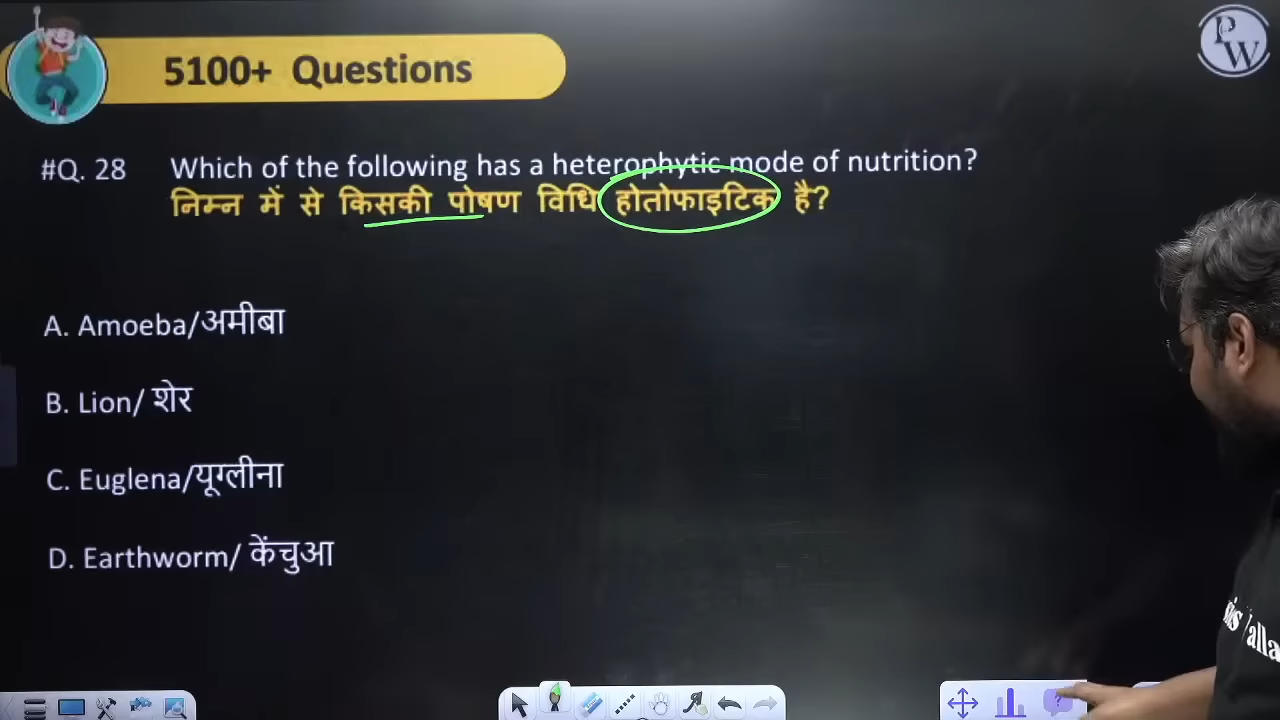 5100+ Questions
PW
#Q. 28 Which of the following has a heterophytic mode of nutrition?
निम्न में से किसकी पोषण विधि होतोफाइटिक है?
A. Amoeba/अमीबा
B. Lion/ शेर
C. Euglena/यूग्लीना
D. Earthworm/ केंचुआ